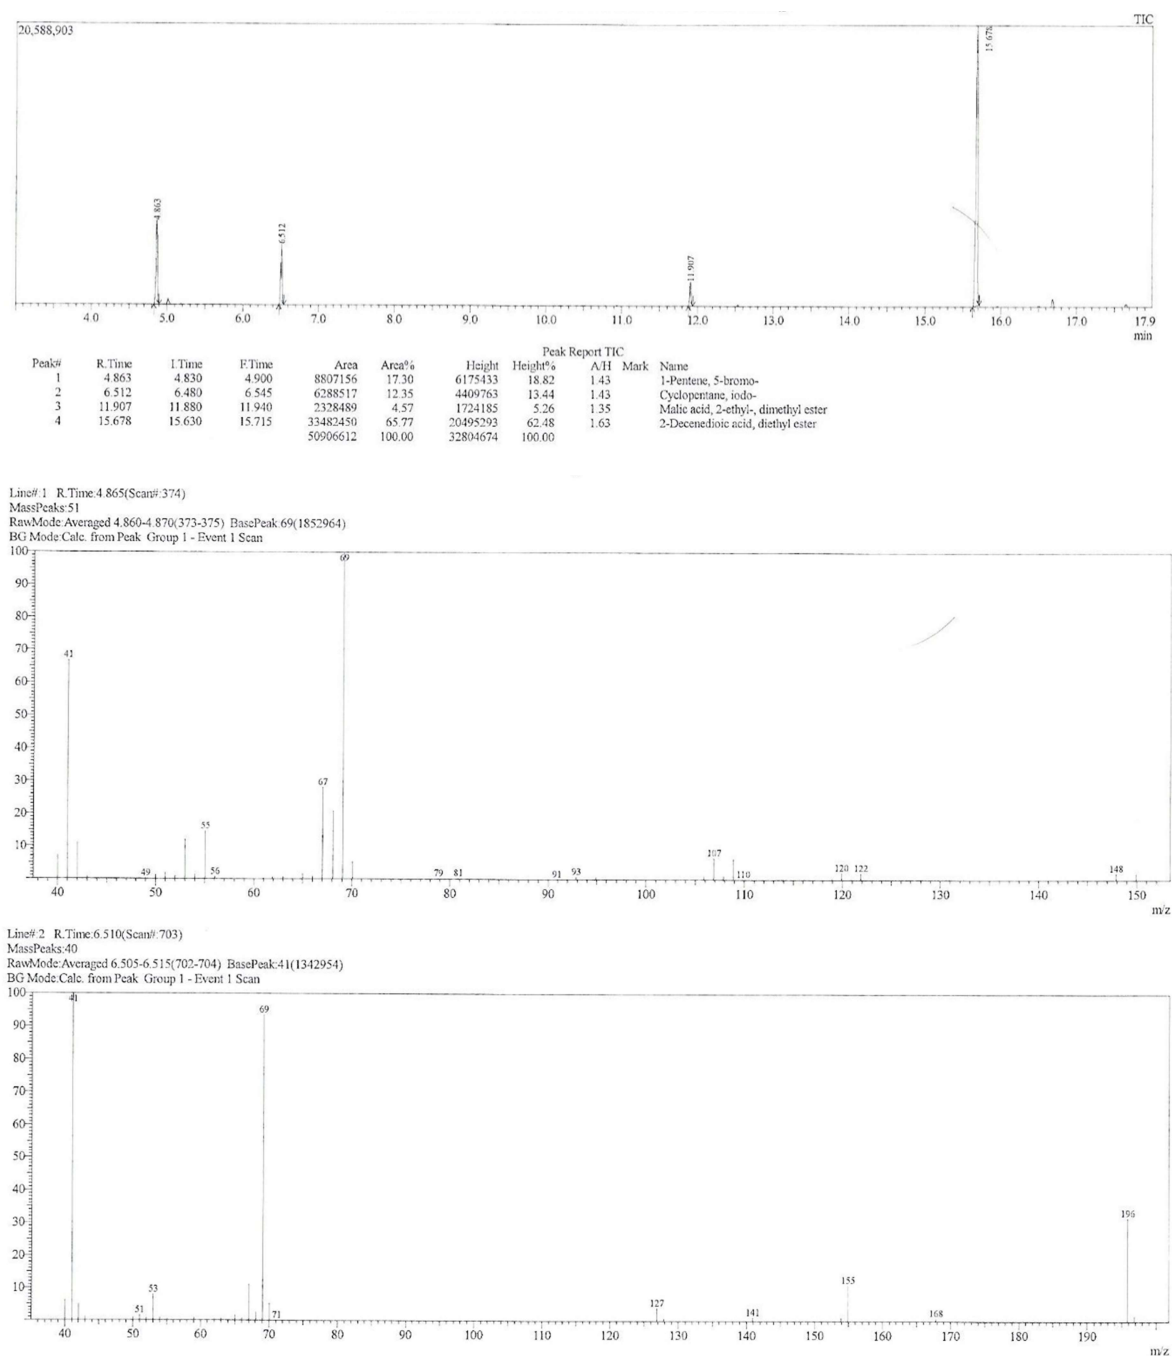 TIC
20,588,903
4.863
6.512
11.907
15.678
4.0 5.0 6.0 7.0 8.0 9.0 10.0 11.0 12.0 13.0 14.0 15.0 16.0 17.0 17.9
min
Peak Report TIC
Peak# R.Time I.Time F.Time Area Area% Height Height% A/H Mark Name
1 4.863 4.830 4.900 8807156 17.30 6175433 18.82 1.43 1-Pentene, 5-bromo-
2 6.512 6.480 6.545 6288517 12.35 4409763 13.44 1.43 Cyclopentane, iodo-
3 11.907 11.880 11.940 2328489 4.57 1724185 5.26 1.35 Malic acid, 2-ethyl-, dimethyl ester
4 15.678 15.630 15.715 33482450 65.77 20495293 62.48 1.63 2-Decenedioic acid, diethyl ester
50906612 100.00 32804674 100.00
Line#:1 R.Time:4.865(Scan#:374)
MassPeaks:51
RawMode:Averaged 4.860-4.870(373-375) BasePeak:69(1852964)
BG Mode:Calc. from Peak Group 1 - Event 1 Scan
100
69
90
80
70
41
60
50
40
30
67
20
55
10
49 56 79 81 91 93 107 110 120 122 148
40 50 60 70 80 90 100 110 120 130 140 150
m/z
Line#:2 R.Time:6.510(Scan#:703)
MassPeaks:40
RawMode:Averaged 6.505-6.515(702-704) BasePeak:41(1342954)
BG Mode:Calc. from Peak Group 1 - Event 1 Scan
100
41
69
90
80
70
60
50
40
30
196
20
10
51 53 71 127 141 155 168
40 50 60 70 80 90 100 110 120 130 140 150 160 170 180 190
m/z